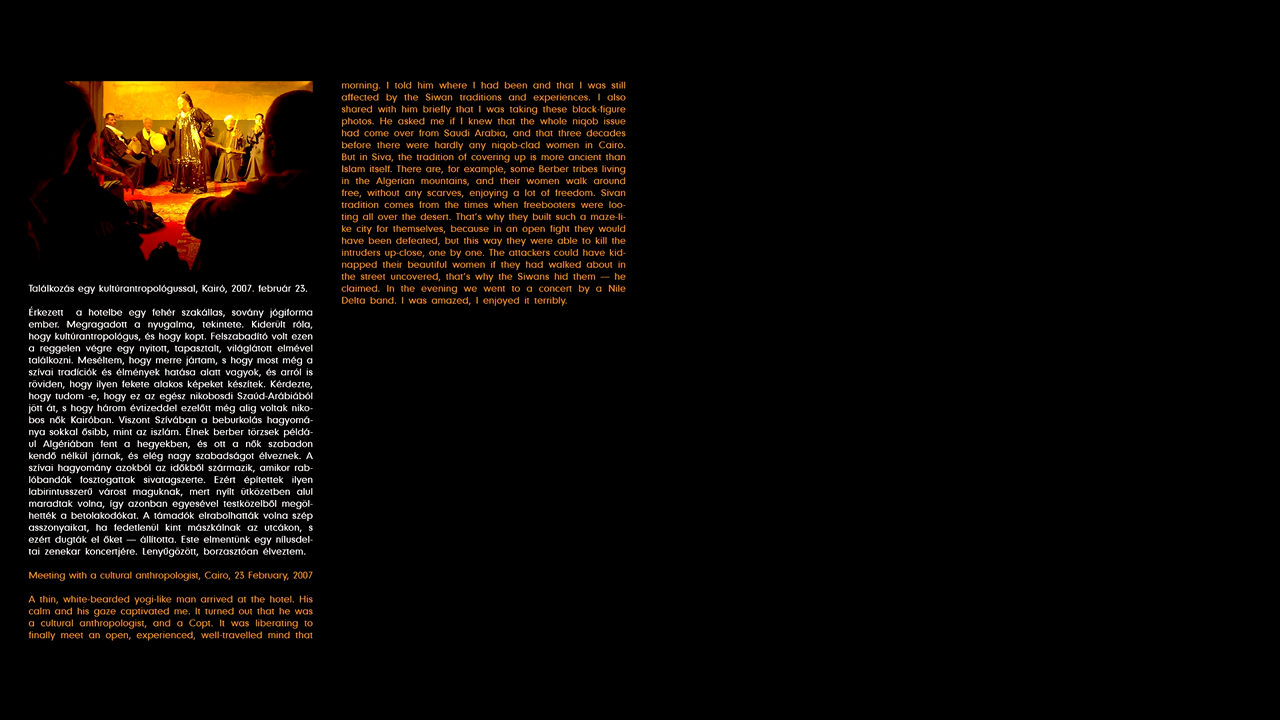 Találkozás egy kultúrantropológussal, Kairó, 2007. február 23.
Érkezett a hotelbe egy fehér szakállas, sovány jógiforma
ember. Megragadott a nyugalma, tekintete. Kiderült róla,
hogy kultúrantropológus, és hogy kopt. Felszabadító volt ezen
a reggelen végre egy nyitott, tapasztalt, világlátott elmével
találkozni. Meséltem, hogy merre jártam, s hogy most még a
szívai tradíciók és élmények hatása alatt vagyok, és arról is
röviden, hogy ilyen fekete alakos képeket készítek. Kérdezte,
hogy tudom -e, hogy ez az egész nikobosdi Szaúd-Arábiából
jött át, s hogy három évtizeddel ezelőtt még alig voltak niko-
bos nők Kairóban. Viszont Szívában a beburkolás hagyomá-
nya sokkal ősibb, mint az iszlám. Élnek berber törzsek példá-
ul Algériában fent a hegyekben, és ott a nők szabadon
kendő nélkül járnak, és elég nagy szabadságot élveznek. A
szívai hagyomány azokból az időkből származik, amikor rab-
lóbandák fosztogattak sivatagszerte. Ezért építettek ilyen
labirintusszerű várost maguknak, mert nyílt ütközetben alul
maradtak volna, így azonban egyesével testközelből megöl-
hették a betolakodókat. A támadók elrabolhatták volna szép
asszonyaikat, ha fedetlenül kint mászkálnak az utcákon, s
ezért dugták el őket — állította. Este elmentünk egy nílusdel-
tai zenekar koncertjére. Lenyűgözött, borzasztóan élveztem.
Meeting with a cultural anthropologist, Cairo, 23 February, 2007
A thin, white-bearded yogi-like man arrived at the hotel. His
calm and his gaze captivated me. It turned out that he was
a cultural anthropologist, and a Copt. It was liberating to
finally meet an open, experienced, well-travelled mind that
morning. I told him where I had been and that I was still
affected by the Siwan traditions and experiences. I also
shared with him briefly that I was taking these black-figure
photos. He asked me if I knew that the whole niqob issue
had come over from Saudi Arabia, and that three decades
before there were hardly any niqob-clad women in Cairo.
But in Siva, the tradition of covering up is more ancient than
Islam itself. There are, for example, some Berber tribes living
in the Algerian mountains, and their women walk around
free, without any scarves, enjoying a lot of freedom. Sivan
tradition comes from the times when freebooters were loo-
ting all over the desert. That's why they built such a maze-li-
ke city for themselves, because in an open fight they would
have been defeated, but this way they were able to kill the
intruders up-close, one by one. The attackers could have kid-
napped their beautiful women if they had walked about in
the street uncovered, that's why the Siwans hid them — he
claimed. In the evening we went to a concert by a Nile
Delta band. I was amazed, I enjoyed it terribly.